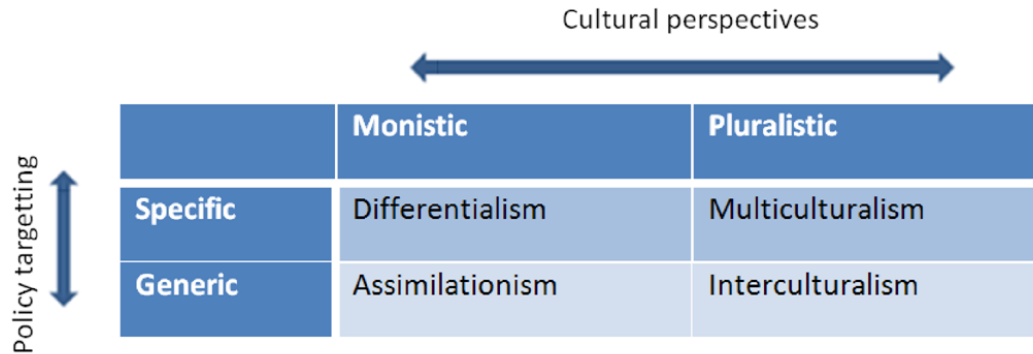 Cultural perspectives
Monistic Pluralistic
Policy targetting
Specific Differentialism Multiculturalism
Generic Assimilationism Interculturalism